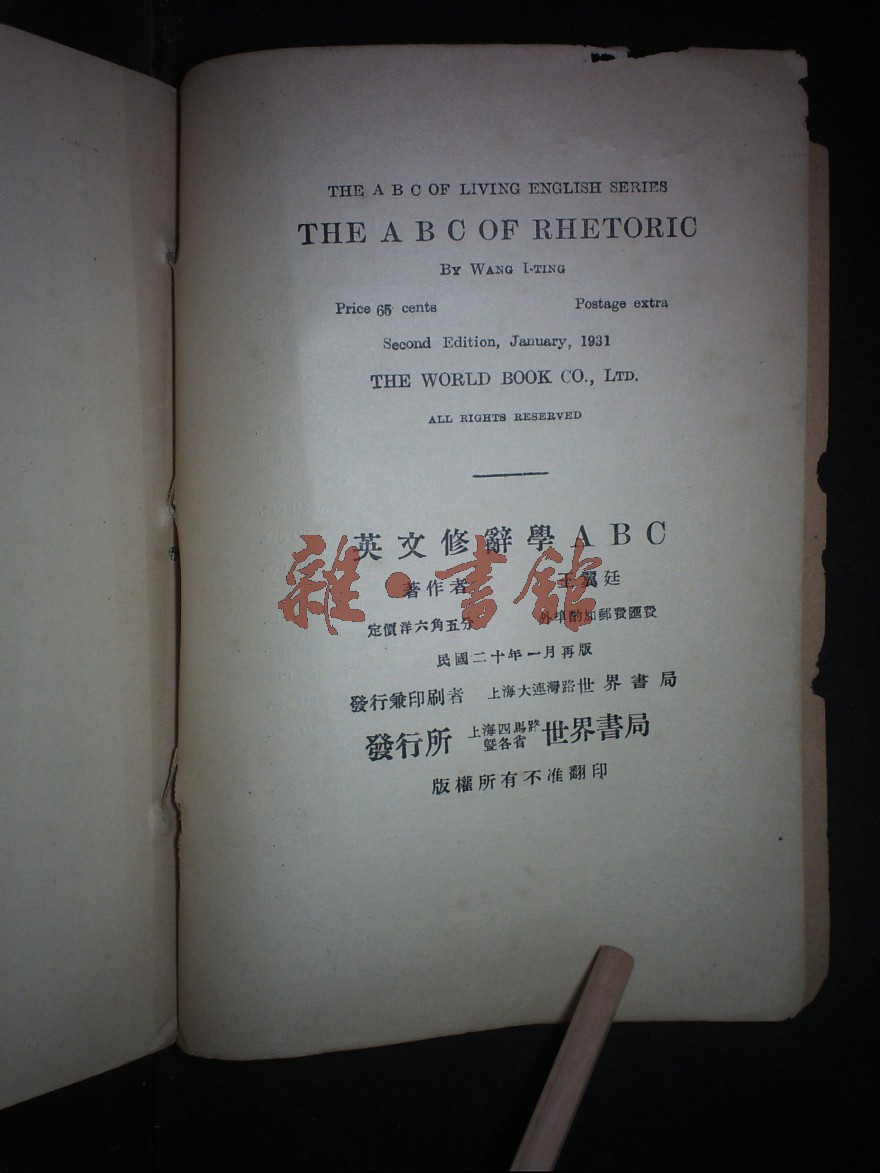 THE A B C OF LIVING ENGLISH SERIES
THE A B C OF RHETORIC
By Wang I-ting
Price 65 cents Postage extra
Second Edition, January, 1931
THE WORLD BOOK CO., Ltd.
ALL RIGHTS RESERVED
英文修辭學ABC
著作者 王翼廷
定價洋六角五分 外埠酌加郵費匯費
民國二十年一月再版
發行兼印刷者 上海大連灣路世界書局
發行所 上海四馬路暨各省 世界書局
版權所有不准翻印
雜·書館